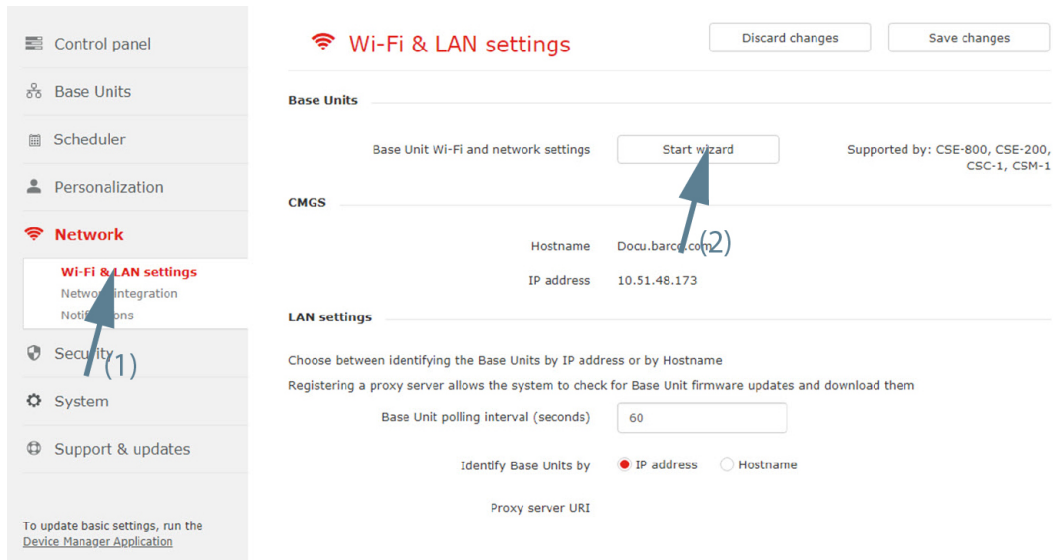 Control panel
Base Units
Scheduler
Personalization
Network
Wi-Fi & LAN settings
Network integration
Notifications
Security
(1)
System
Support & updates
To update basic settings, run the
Device Manager Application
Wi-Fi & LAN settings
Discard changes
Save changes
Base Units
Base Unit Wi-Fi and network settings
Start wizard
Supported by: CSE-800, CSE-200,
CSC-1, CSM-1
CMGS
(2)
Hostname Docu.barco.com
IP address 10.51.48.173
LAN settings
Choose between identifying the Base Units by IP address or by Hostname
Registering a proxy server allows the system to check for Base Unit firmware updates and download them
Base Unit polling interval (seconds) 60
Identify Base Units by IP address Hostname
Proxy server URI